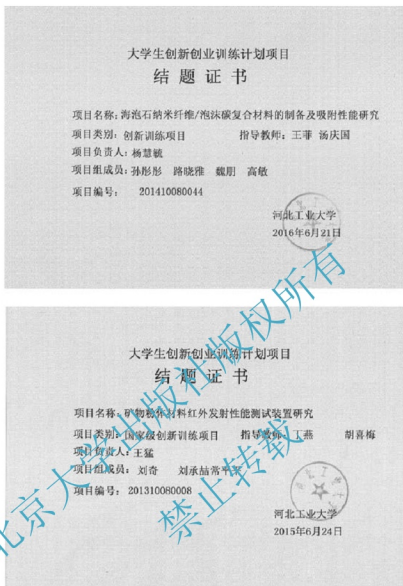 大学生创新创业训练计划项目
结题证书
项目名称：海泡石纳米纤维/泡沫碳复合材料的制备及吸附性能研究
项目类别：创新训练项目 指导教师：王菲 汤庆国
项目负责人：杨慧毓
项目组成员：孙彤彤 路晓雅 魏朋 高敏
项目编号： 201410080044
河北工业大学
2016年6月21日
大学生创新创业训练计划项目
结题证书
项目名称：矿物粉体材料红外发射性能测试装置研究
项目类别：国家级创新训练项目 指导教师：丁燕 胡喜梅
项目负责人：王猛
项目组成员： 刘奇 刘承喆常平
项目编号： 201310080008
河北工业大学
2015年6月24日
北京大学出版社版权所有
禁止转载